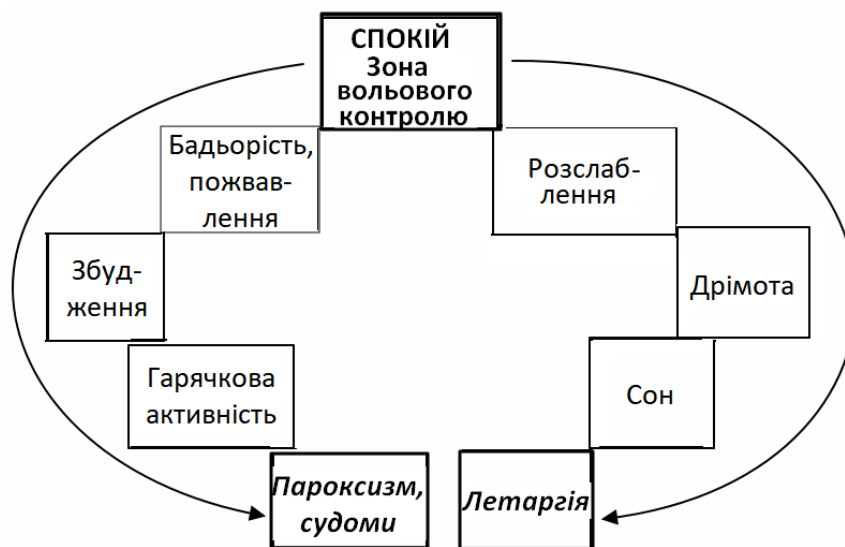 СПОКІЙ
Зона
вольового
контролю
Бадьорість,
пожвав-
лення
Розслаб-
лення
Збуд-
ження
Дрімота
Гарячкова
активність
Сон
Пароксизм,
судоми
Летаргія